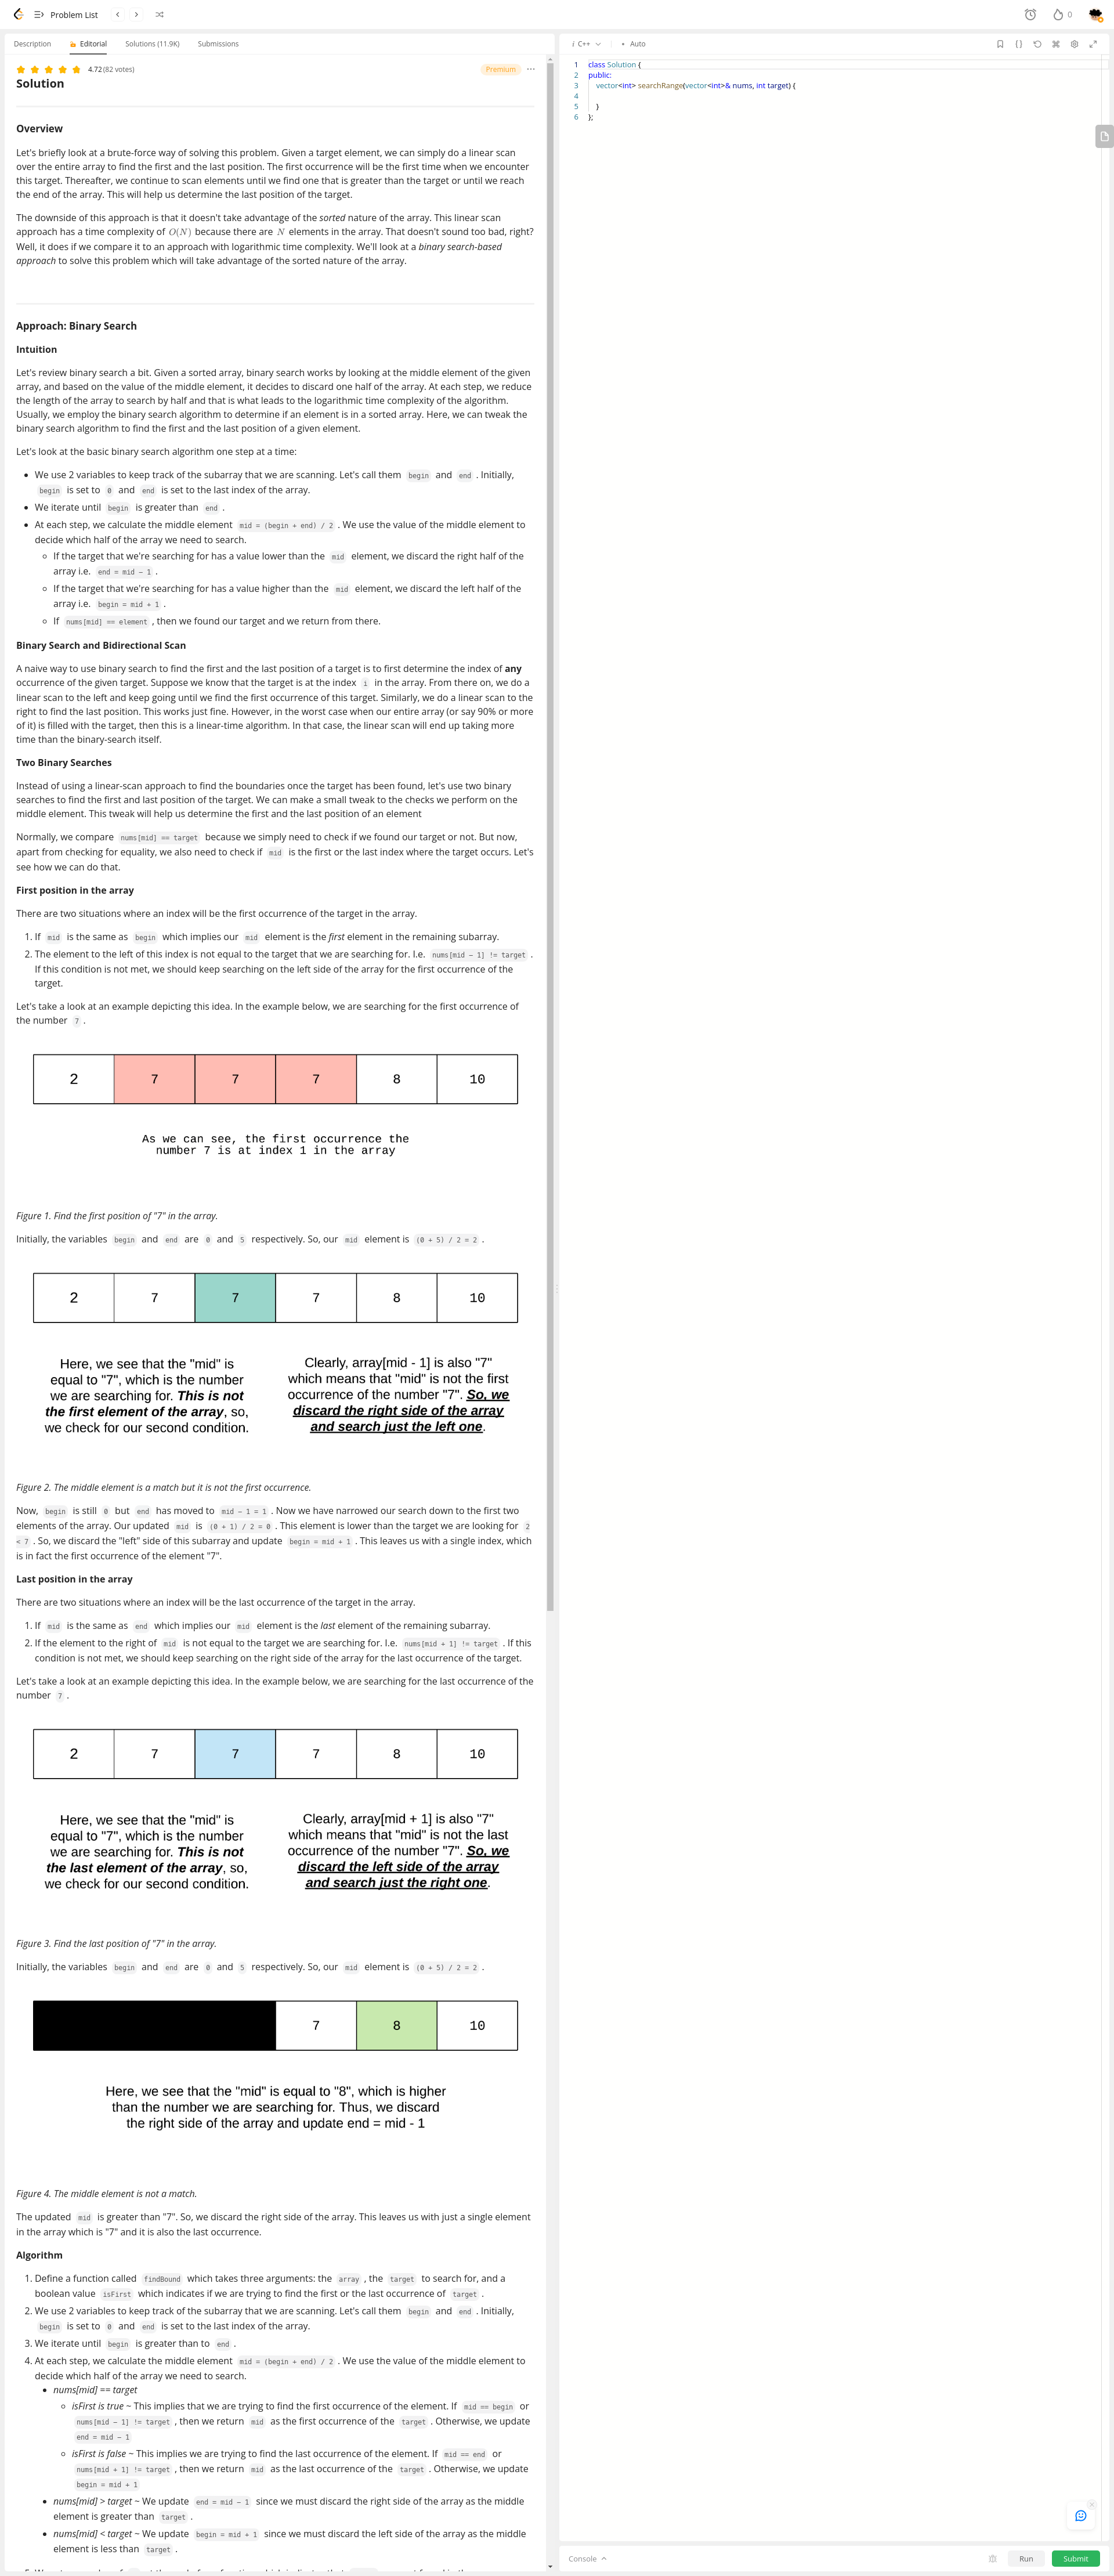 Problem List
0
Description
Editorial
Solutions (11.9K)
Submissions
4.72 (82 votes)
Premium
Solution
Overview
Let's briefly look at a brute-force way of solving this problem. Given a target element, we can simply do a linear scan
over the entire array to find the first and the last position. The first occurrence will be the first time when we encounter
this target. Thereafter, we continue to scan elements until we find one that is greater than the target or until we reach
the end of the array. This will help us determine the last position of the target.
The downside of this approach is that it doesn't take advantage of the sorted nature of the array. This linear scan
approach has a time complexity of O(N) because there are N elements in the array. That doesn't sound too bad, right?
Well, it does if we compare it to an approach with logarithmic time complexity. We'll look at a binary search-based
approach to solve this problem which will take advantage of the sorted nature of the array.
Approach: Binary Search
Intuition
Let's review binary search a bit. Given a sorted array, binary search works by looking at the middle element of the given
array, and based on the value of the middle element, it decides to discard one half of the array. At each step, we reduce
the length of the array to search by half and that is what leads to the logarithmic time complexity of the algorithm.
Usually, we employ the binary search algorithm to determine if an element is in a sorted array. Here, we can tweak the
binary search algorithm to find the first and the last position of a given element.
Let's look at the basic binary search algorithm one step at a time:
• We use 2 variables to keep track of the subarray that we are scanning. Let's call them begin and end . Initially,
begin is set to 0 and end is set to the last index of the array.
• We iterate until begin is greater than end .
• At each step, we calculate the middle element mid = (begin + end) / 2 . We use the value of the middle element to
decide which half of the array we need to search.
◦ If the target that we're searching for has a value lower than the mid element, we discard the right half of the
array i.e. end = mid - 1 .
◦ If the target that we're searching for has a value higher than the mid element, we discard the left half of the
array i.e. begin = mid + 1 .
◦ If nums[mid] == element , then we found our target and we return from there.
Binary Search and Bidirectional Scan
A naive way to use binary search to find the first and the last position of a target is to first determine the index of any
occurrence of the given target. Suppose we know that the target is at the index i in the array. From there on, we do a
linear scan to the left and keep going until we find the first occurrence of this target. Similarly, we do a linear scan to the
right to find the last position. This works just fine. However, in the worst case when our entire array (or say 90% or more
of it) is filled with the target, then this is a linear-time algorithm. In that case, the linear scan will end up taking more
time than the binary-search itself.
Two Binary Searches
Instead of using a linear-scan approach to find the boundaries once the target has been found, let's use two binary
searches to find the first and last position of the target. We can make a small tweak to the checks we perform on the
middle element. This tweak will help us determine the first and the last position of an element
Normally, we compare nums[mid] == target because we simply need to check if we found our target or not. But now,
apart from checking for equality, we also need to check if mid is the first or the last index where the target occurs. Let's
see how we can do that.
First position in the array
There are two situations where an index will be the first occurrence of the target in the array.
1. If mid is the same as begin which implies our mid element is the first element in the remaining subarray.
2. The element to the left of this index is not equal to the target that we are searching for. I.e. nums[mid - 1] != target .
If this condition is not met, we should keep searching on the left side of the array for the first occurrence of the
target.
Let's take a look at an example depicting this idea. In the example below, we are searching for the first occurrence of
the number 7 .
2 7 7 7 8 10
As we can see, the first occurrence the
number 7 is at index 1 in the array
Figure 1. Find the first position of "7" in the array.
Initially, the variables begin and end are 0 and 5 respectively. So, our mid element is (0 + 5) / 2 = 2 .
2 7 7 7 8 10
Here, we see that the "mid" is
equal to "7", which is the number
we are searching for. This is not
the first element of the array, so,
we check for our second condition.
Clearly, array[mid - 1] is also "7"
which means that "mid" is not the first
occurrence of the number "7". So, we
discard the right side of the array
and search just the left one.
Figure 2. The middle element is a match but it is not the first occurrence.
Now, begin is still 0 but end has moved to mid - 1 = 1 . Now we have narrowed our search down to the first two
elements of the array. Our updated mid is (0 + 1) / 2 = 0 . This element is lower than the target we are looking for 2
< 7 . So, we discard the "left" side of this subarray and update begin = mid + 1 . This leaves us with a single index, which
is in fact the first occurrence of the element "7".
Last position in the array
There are two situations where an index will be the last occurrence of the target in the array.
1. If mid is the same as end which implies our mid element is the last element of the remaining subarray.
2. If the element to the right of mid is not equal to the target we are searching for. I.e. nums[mid + 1] != target . If this
condition is not met, we should keep searching on the right side of the array for the last occurrence of the target.
Let's take a look at an example depicting this idea. In the example below, we are searching for the last occurrence of the
number 7 .
2 7 7 7 8 10
Here, we see that the "mid" is
equal to "7", which is the number
we are searching for. This is not
the last element of the array, so,
we check for our second condition.
Clearly, array[mid + 1] is also "7"
which means that "mid" is not the last
occurrence of the number "7". So, we
discard the left side of the array
and search just the right one.
Figure 3. Find the last position of "7" in the array.
Initially, the variables begin and end are 0 and 5 respectively. So, our mid element is (0 + 5) / 2 = 2 .
7 8 10
Here, we see that the "mid" is equal to "8", which is higher
than the number we are searching for. Thus, we discard
the right side of the array and update end = mid - 1
Figure 4. The middle element is not a match.
The updated mid is greater than "7". So, we discard the right side of the array. This leaves us with just a single element
in the array which is "7" and it is also the last occurrence.
Algorithm
1. Define a function called findBound which takes three arguments: the array , the target to search for, and a
boolean value isFirst which indicates if we are trying to find the first or the last occurrence of target .
2. We use 2 variables to keep track of the subarray that we are scanning. Let's call them begin and end . Initially,
begin is set to 0 and end is set to the last index of the array.
3. We iterate until begin is greater than to end .
4. At each step, we calculate the middle element mid = (begin + end) / 2 . We use the value of the middle element to
decide which half of the array we need to search.
• nums[mid] == target
◦ isFirst is true ~ This implies that we are trying to find the first occurrence of the element. If mid == begin or
nums[mid - 1] != target , then we return mid as the first occurrence of the target . Otherwise, we update
end = mid - 1
◦ isFirst is false ~ This implies we are trying to find the last occurrence of the element. If mid == end or
nums[mid + 1] != target , then we return mid as the last occurrence of the target . Otherwise, we update
begin = mid + 1
• nums[mid] > target ~ We update end = mid - 1 since we must discard the right side of the array as the middle
element is greater than target .
• nums[mid] < target ~ We update begin = mid + 1 since we must discard the left side of the array as the middle
element is less than target .
i C++
• Auto
1 class Solution {
2 public:
3 vector<int> searchRange(vector<int>& nums, int target) {
4
5 }
6 };
Console
Run
Submit